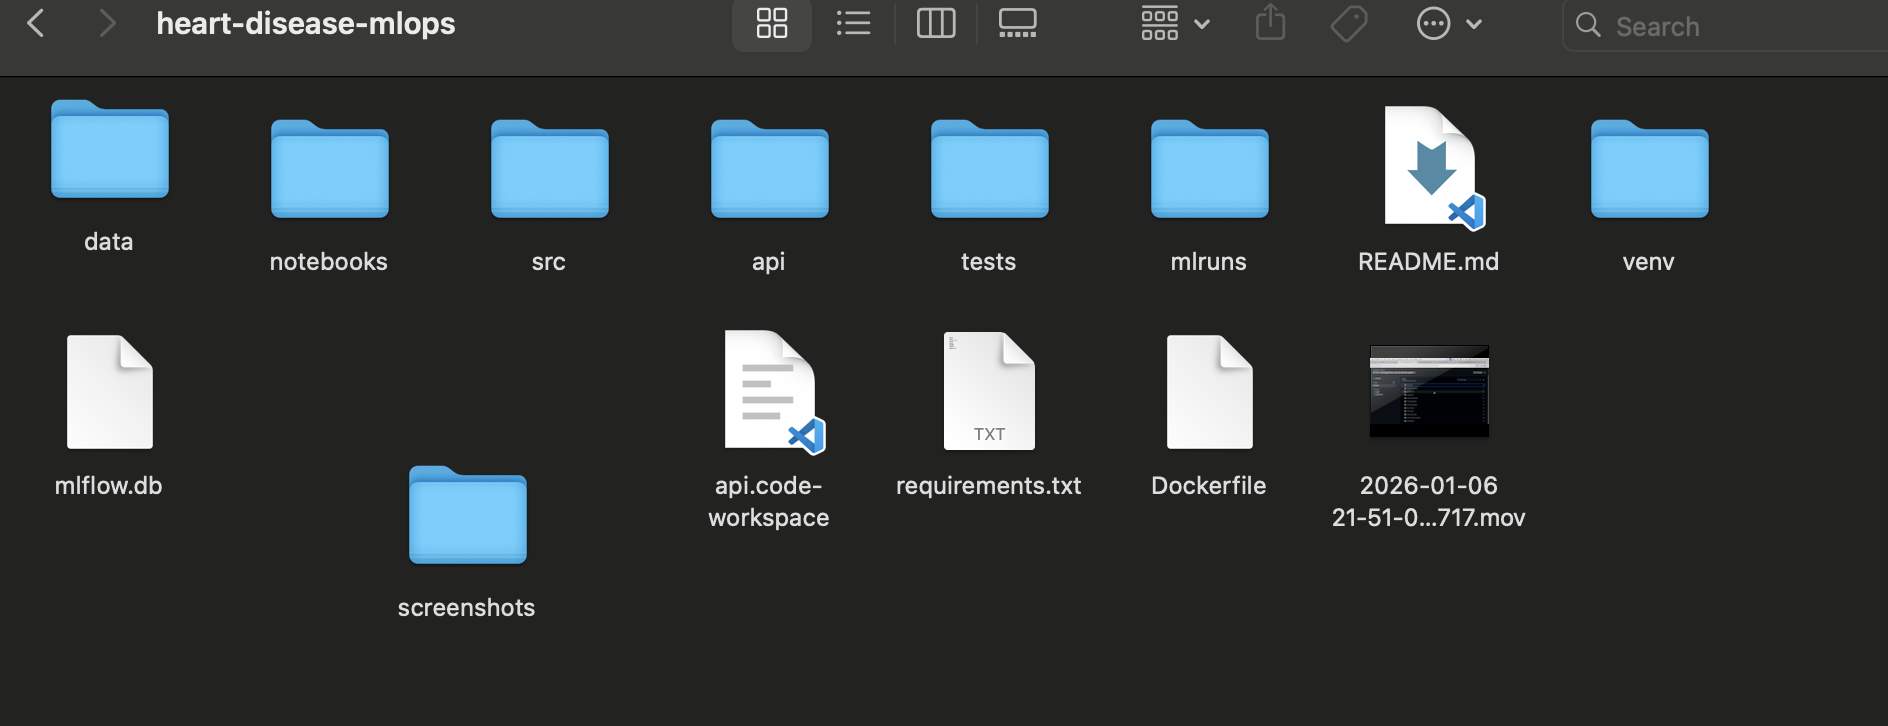 heart-disease-mlops
Search
data
notebooks
src
api
tests
mlruns
README.md
venv
mlflow.db
screenshots
api.code-
workspace
TXT
requirements.txt
Dockerfile
2026-01-06
21-51-0...717.mov